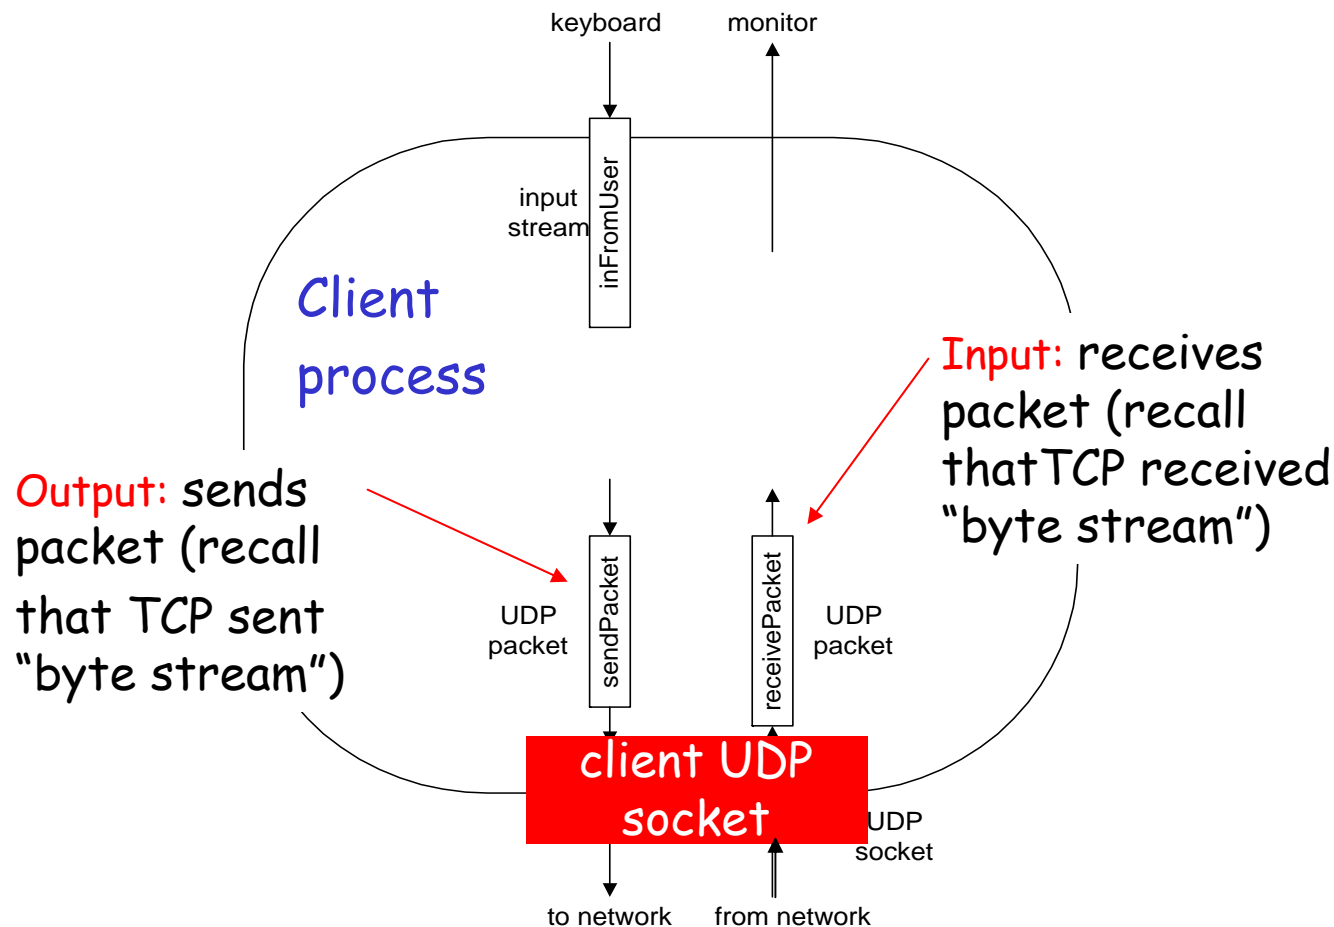 keyboard
monitor
input
stream
inFromUser
Client
process
Input: receives
packet (recall
thatTCP received
“byte stream”)
Output: sends
packet (recall
that TCP sent
“byte stream”)
UDP
packet
sendPacket
receivePacket
UDP
packet
client UDP
socket
UDP
socket
to network
from network